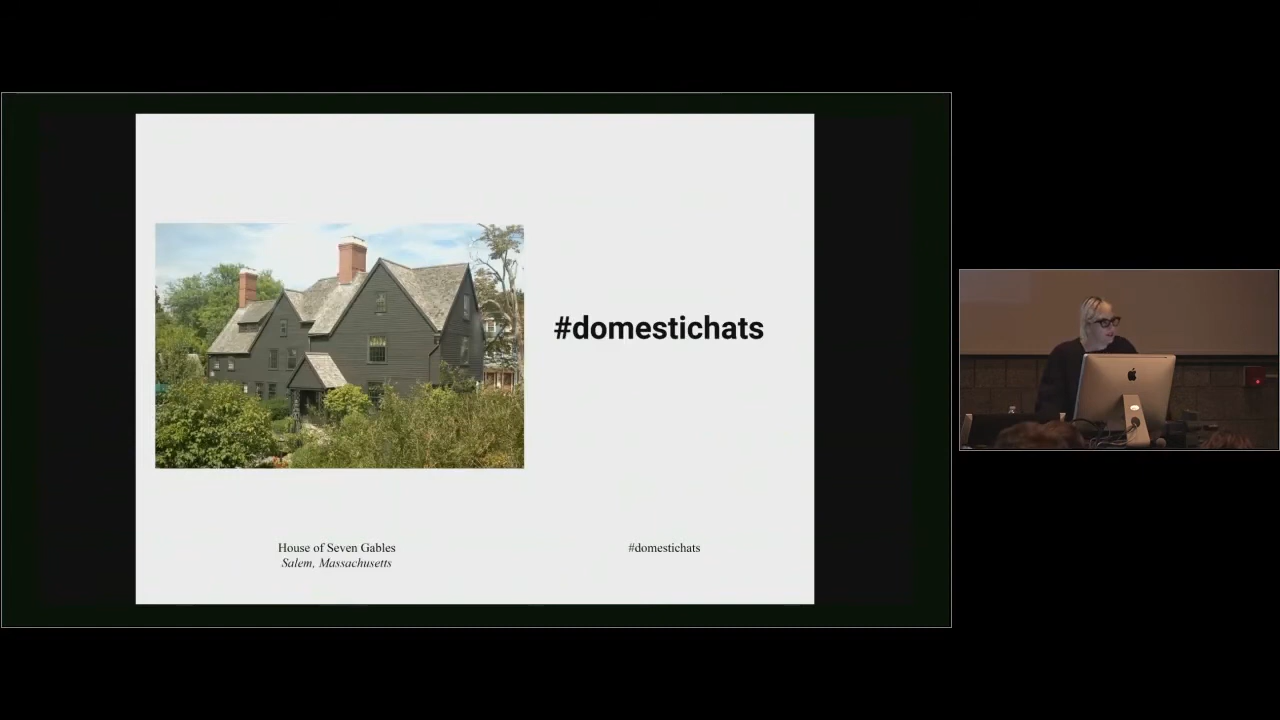 #domestichats
House of Seven Gables
Salem, Massachusetts
#domestichats